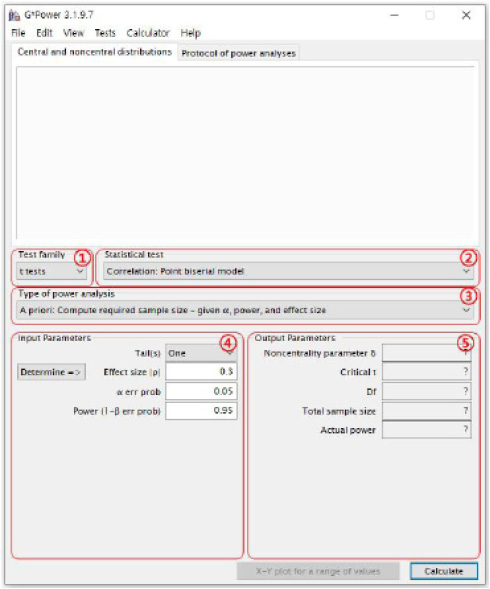 G*Power 3.1.9.7
File Edit View Tests Calculator Help
Central and noncentral distributions Protocol of power analyses
Test family ① Statistical test ②
t tests Correlation: Point biserial model
Type of power analysis ③
A priori: Compute required sample size – given α, power, and effect size
Input Parameters ④ Output Parameters ⑤
Tail(s) One Noncentrality parameter δ ?
Determine => Effect size |ρ| 0.3 Critical t ?
α err prob 0.05 Df ?
Power (1-β err prob) 0.95 Total sample size ?
Actual power ?
X-Y plot for a range of values Calculate